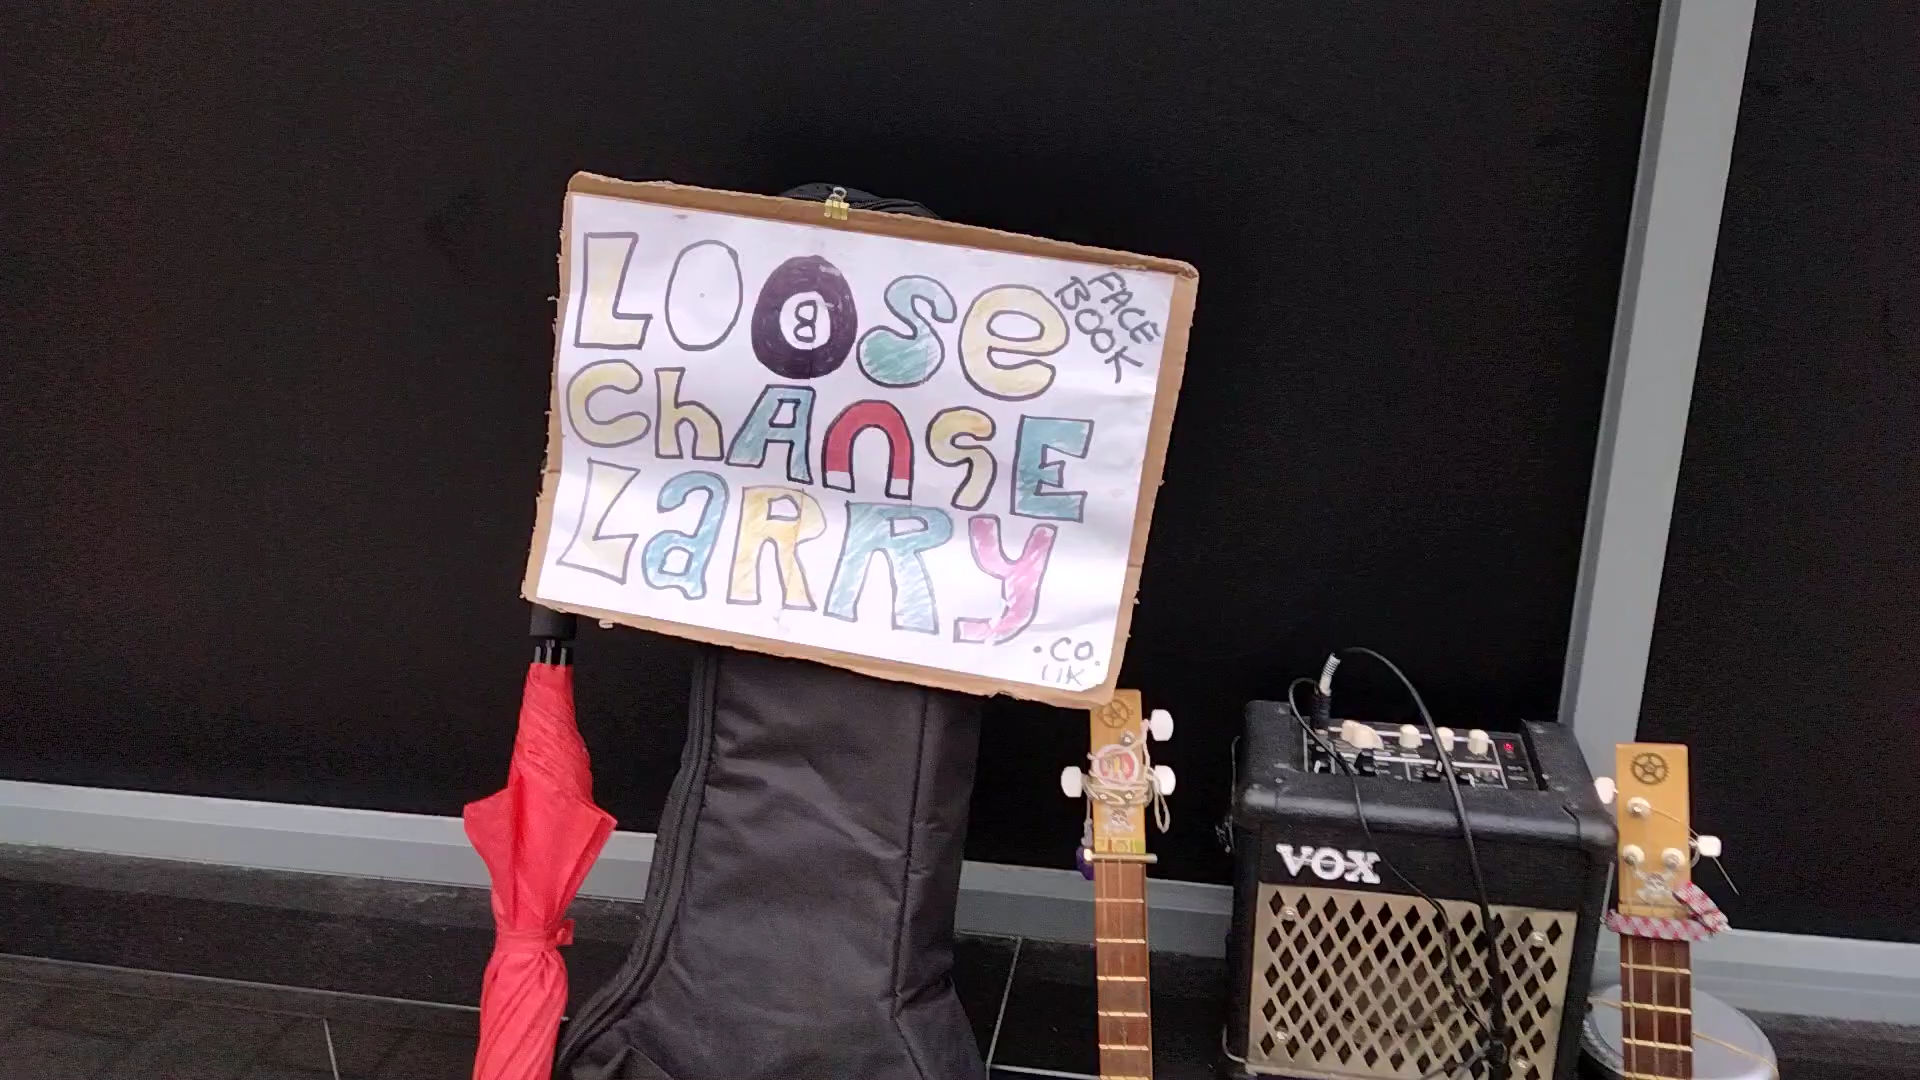 LOOSe
ChANGE
LaRRy
FACE
BOOK
.CO.
UK
VOX